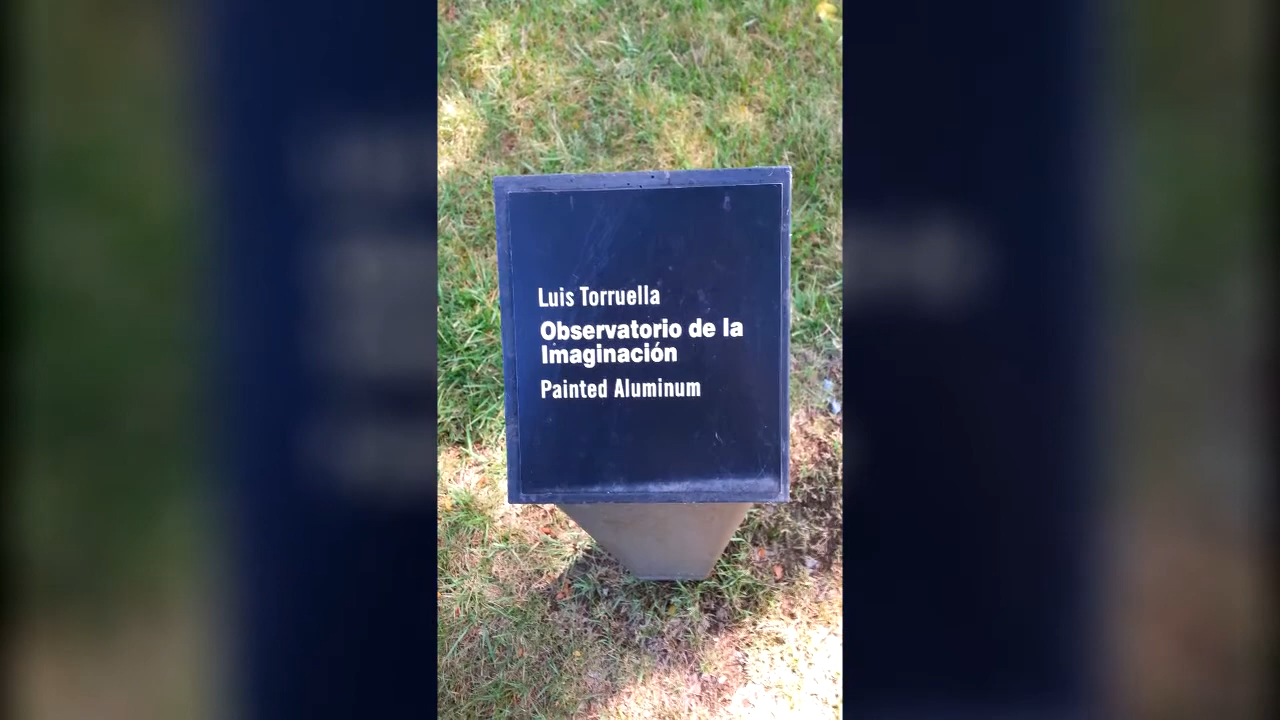 Luis Torruella
Observatorio de la
Imaginación
Painted Aluminum